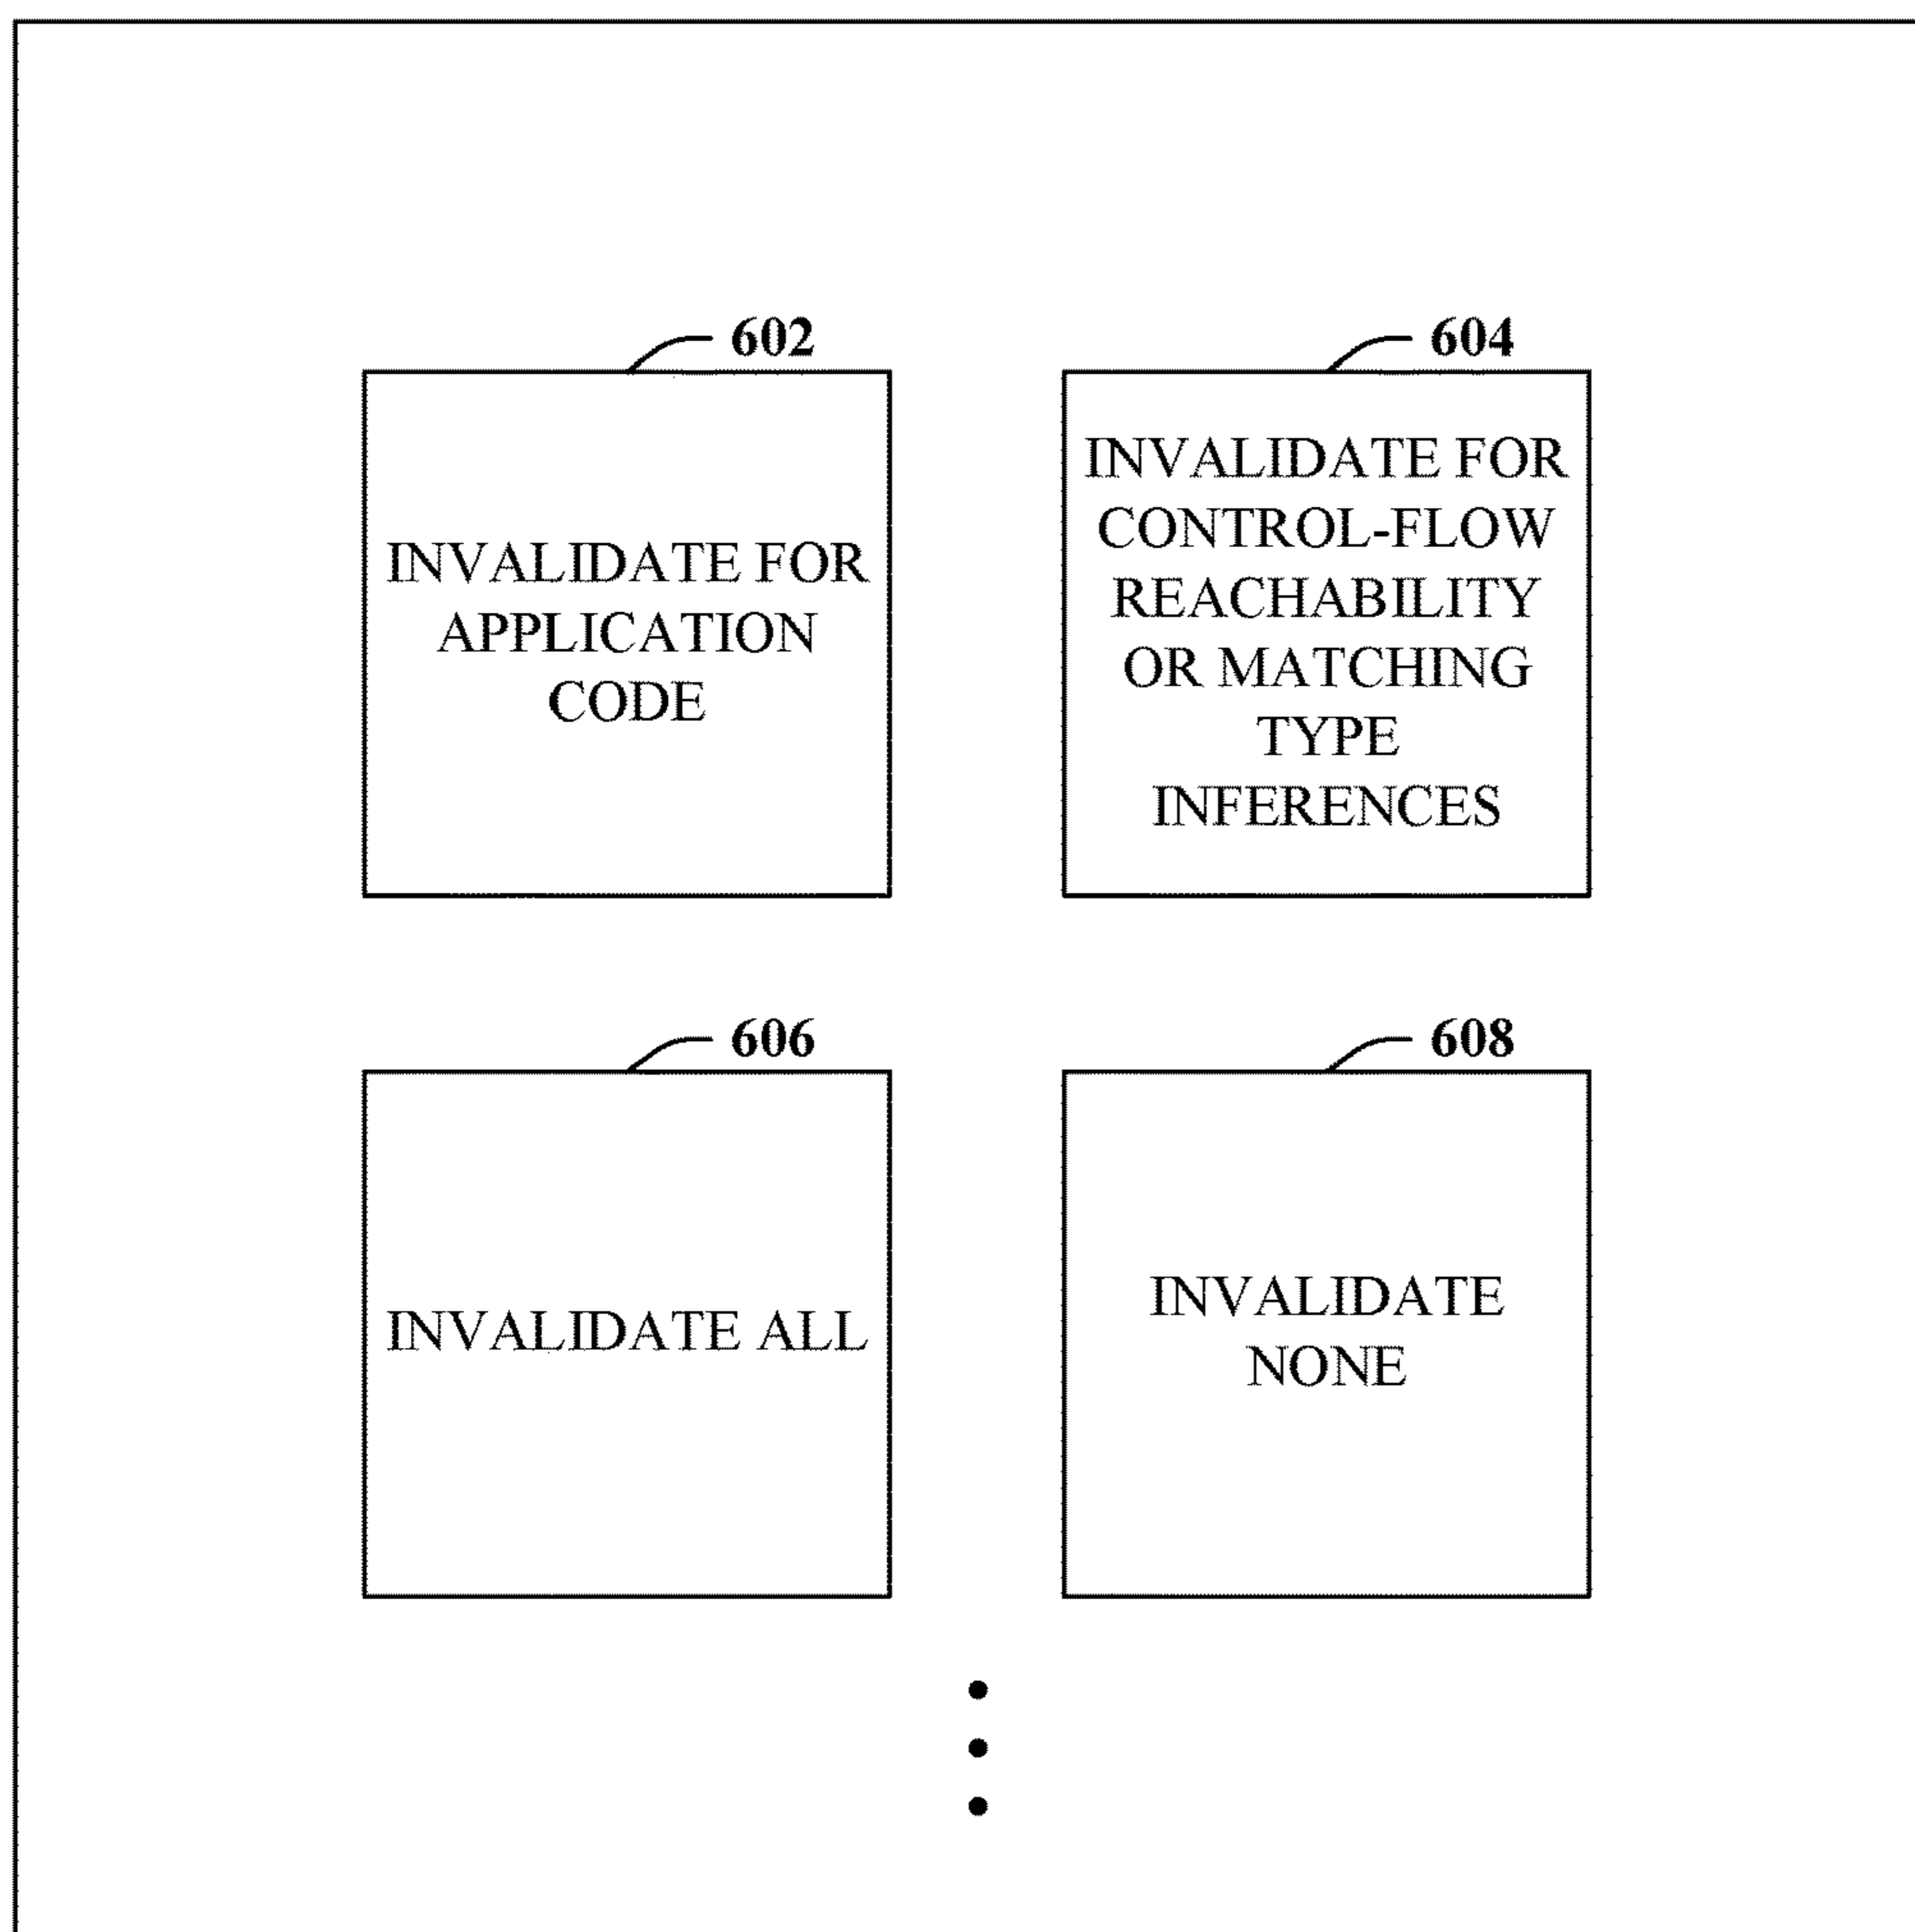 602
INVALIDATE FOR
APPLICATION
CODE
604
INVALIDATE FOR
CONTROL-FLOW
REACHABILITY
OR MATCHING
TYPE
INFERENCES
606
INVALIDATE ALL
608
INVALIDATE
NONE